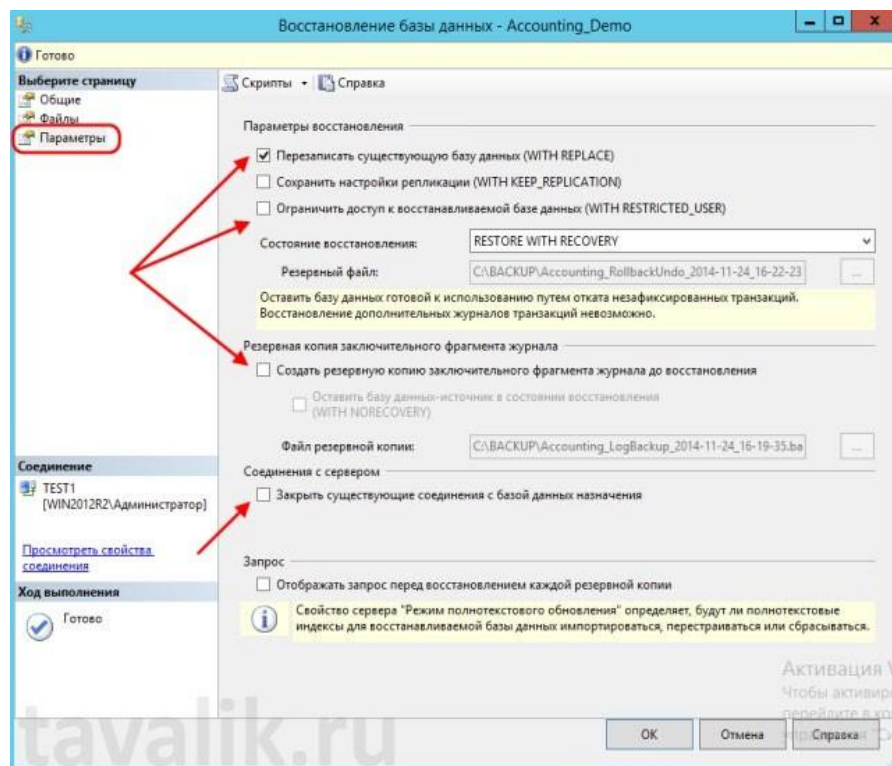 Восстановление базы данных - Accounting_Demo
Готово
Выберите страницу
Общие
Файлы
Параметры
Скрипты
Справка
Параметры восстановления
Перезаписать существующую базу данных (WITH REPLACE)
Сохранить настройки репликации (WITH KEEP_REPLICATION)
Ограничить доступ к восстанавливаемой базе данных (WITH RESTRICTED_USER)
Состояние восстановления:
RESTORE WITH RECOVERY
Резервный файл:
C:\BACKUP\Accounting_RollbackUndo_2014-11-24_16-22-23
...
Оставить базу данных готовой к использованию путем отката незафиксированных транзакций.
Восстановление дополнительных журналов транзакций невозможно.
Резервная копия заключительного фрагмента журнала
Создать резервную копию заключительного фрагмента журнала до восстановления
Оставить базу данных-источник в состоянии восстановления
(WITH NORECOVERY)
Файл резервной копии:
C:\BACKUP\Accounting_LogBackup_2014-11-24_16-19-35.ba
...
Соединения с сервером
Закрыть существующие соединения с базой данных назначения
Соединение
TEST1
[WIN2012R2\Администратор]
Просмотреть свойства
соединения
Запрос
Отображать запрос перед восстановлением каждой резервной копии
Свойство сервера "Режим полнотекстового обновления" определяет, будут ли полнотекстовые
индексы для восстанавливаемой базы данных импортироваться, перестраиваться или сбрасываться.
Ход выполнения
Готово
Активация
Чтобы активир
перейдите в
OK
Отмена
Справка
tavalik.ru